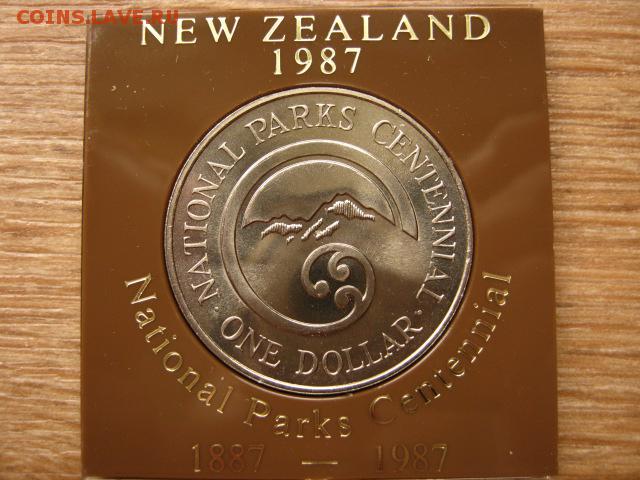 COINS.LAVE.RU
NEW ZEALAND
1987
NATIONAL PARKS CENTENNIAL ·
ONE DOLLAR
National Parks Centennial
1887 — 1987